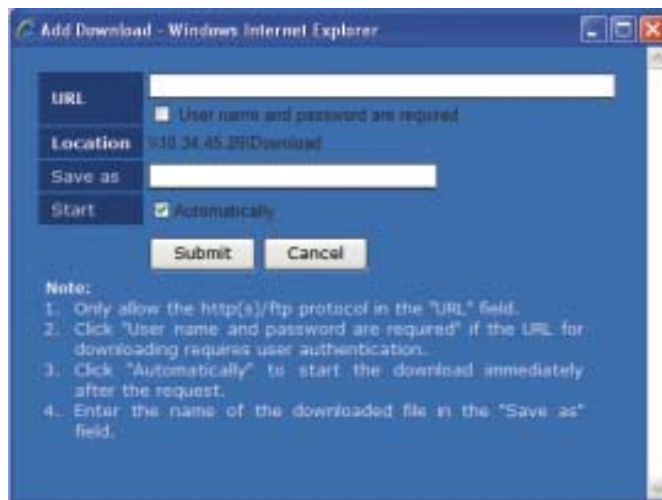 Add Download - Windows Internet Explorer
URL
User name and password are required
Location \\10.34.45.25\Download
Save as
Start Automatically
Submit Cancel
Note:
1. Only allow the http(s)/ftp protocol in the "URL" field.
2. Click "User name and password are required" if the URL for
downloading requires user authentication.
3. Click "Automatically" to start the download immediately
after the request.
4. Enter the name of the downloaded file in the "Save as"
field.